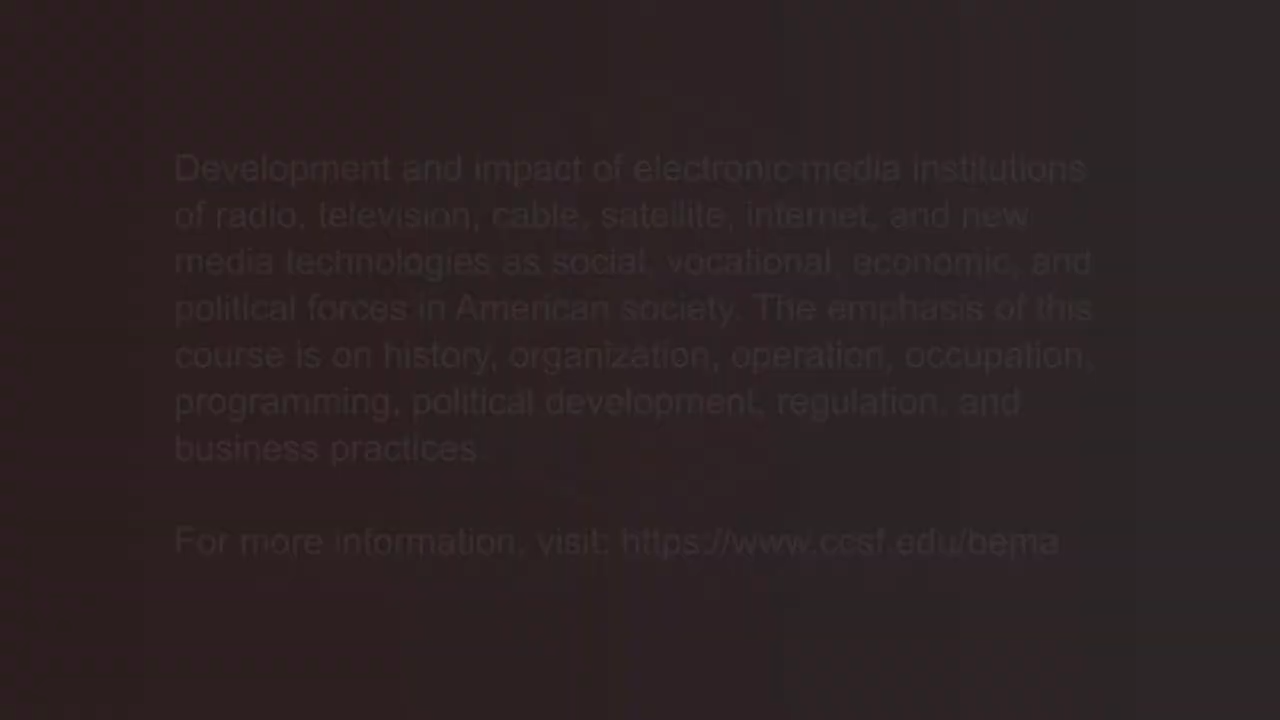 Development and impact of electronic media institutions
of radio, television, cable, satellite, internet, and new
media technologies as social, vocational, economic, and
political forces in American society. The emphasis of this
course is on history, organization, operation, occupation,
programming, political development, regulation, and
business practices.
For more information, visit: https://www.ccsf.edu/bema